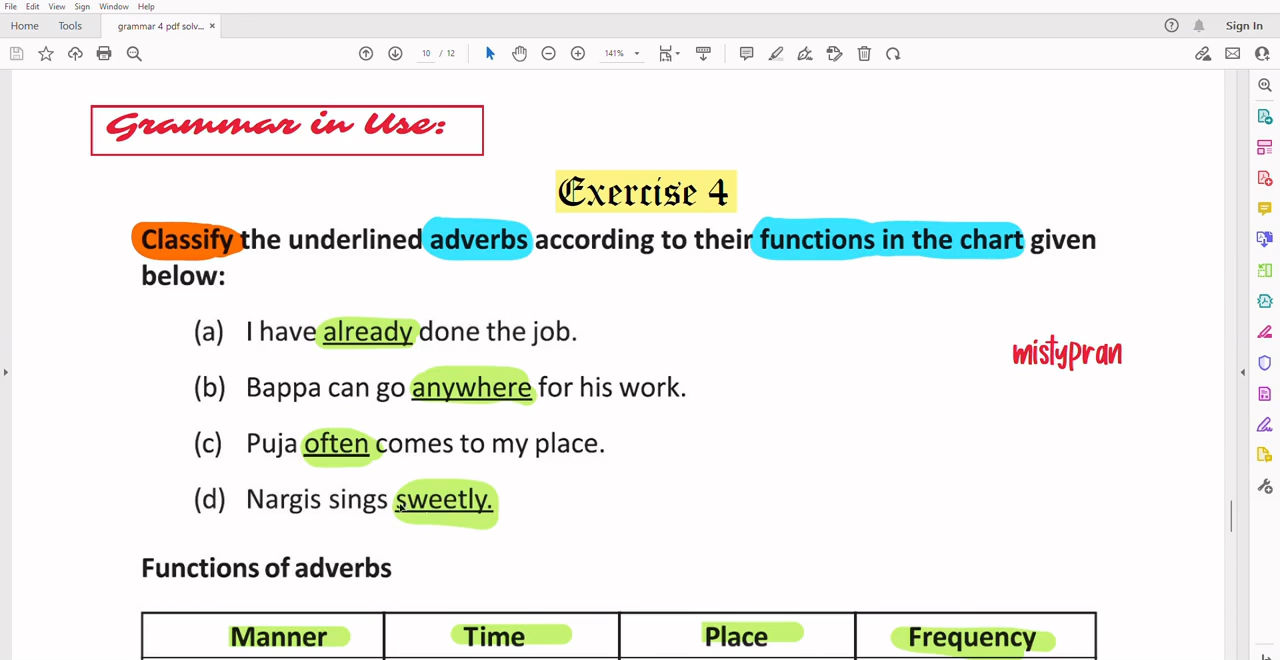 File Edit View Sign Window Help
Home Tools grammar 4 pdf solv... × Sign In
10 / 12 141%
Grammar in Use:
Exercise 4
Classify the underlined adverbs according to their functions in the chart given
below:
(a) I have already done the job.
mistypran
(b) Bappa can go anywhere for his work.
(c) Puja often comes to my place.
(d) Nargis sings sweetly.
Functions of adverbs
Manner Time Place Frequency